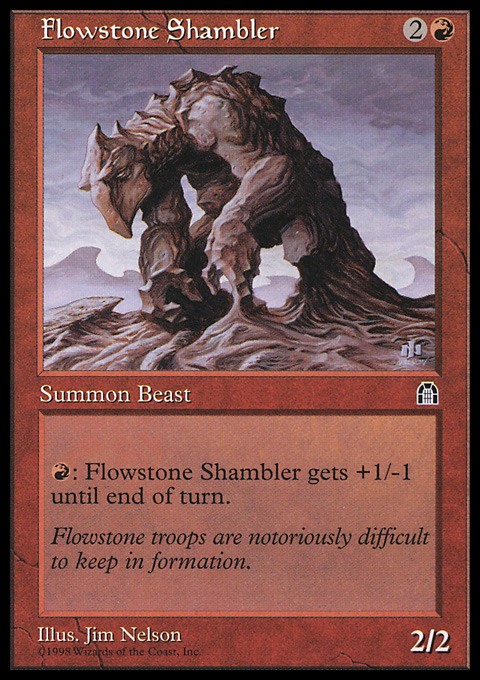 Flowstone Shambler 2
Summon Beast
: Flowstone Shambler gets +1/-1
until end of turn.
Flowstone troops are notoriously difficult
to keep in formation.
Illus. Jim Nelson
©1998 Wizards of the Coast, Inc.
2/2